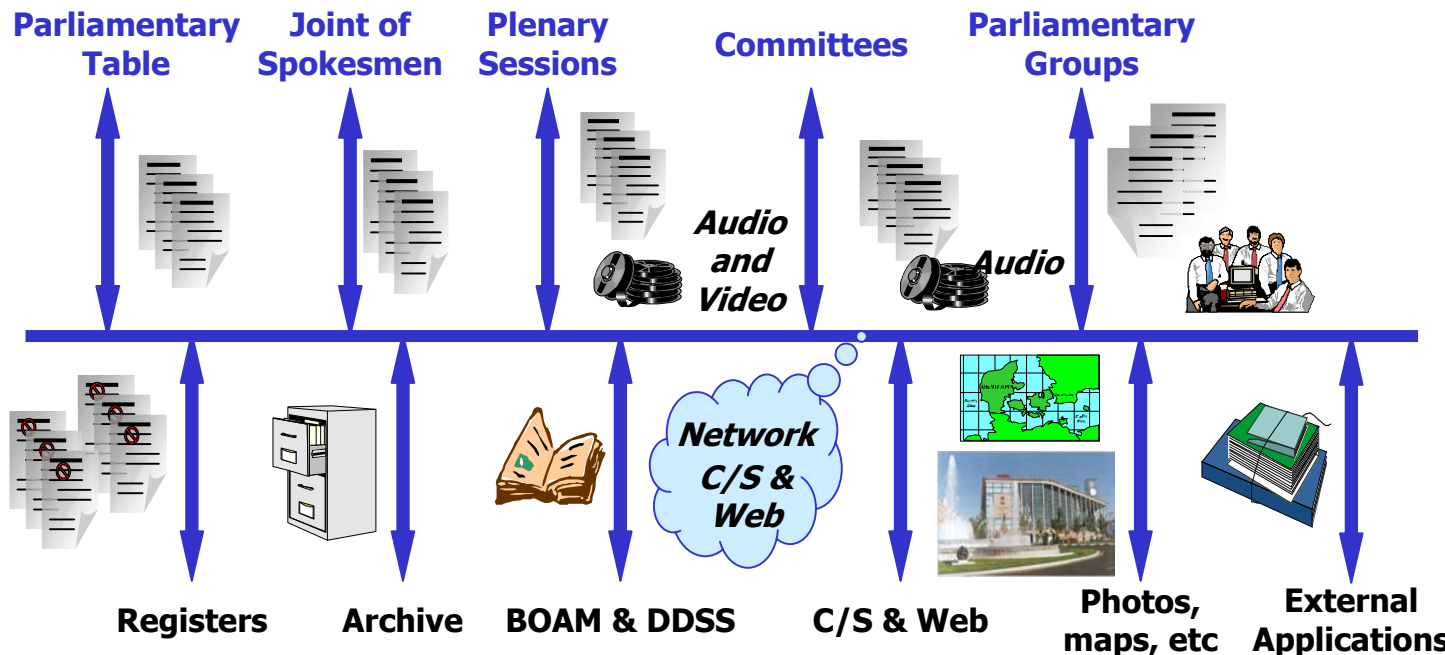 Parliamentary
Table
Joint of
Spokesmen
Plenary
Sessions
Committees
Parliamentary
Groups
Audio
and
Video
Audio
DENMARK
Network
C/S &
Web
Registers
Archive
BOAM & DDSS
C/S & Web
Photos,
maps, etc
External
Applications